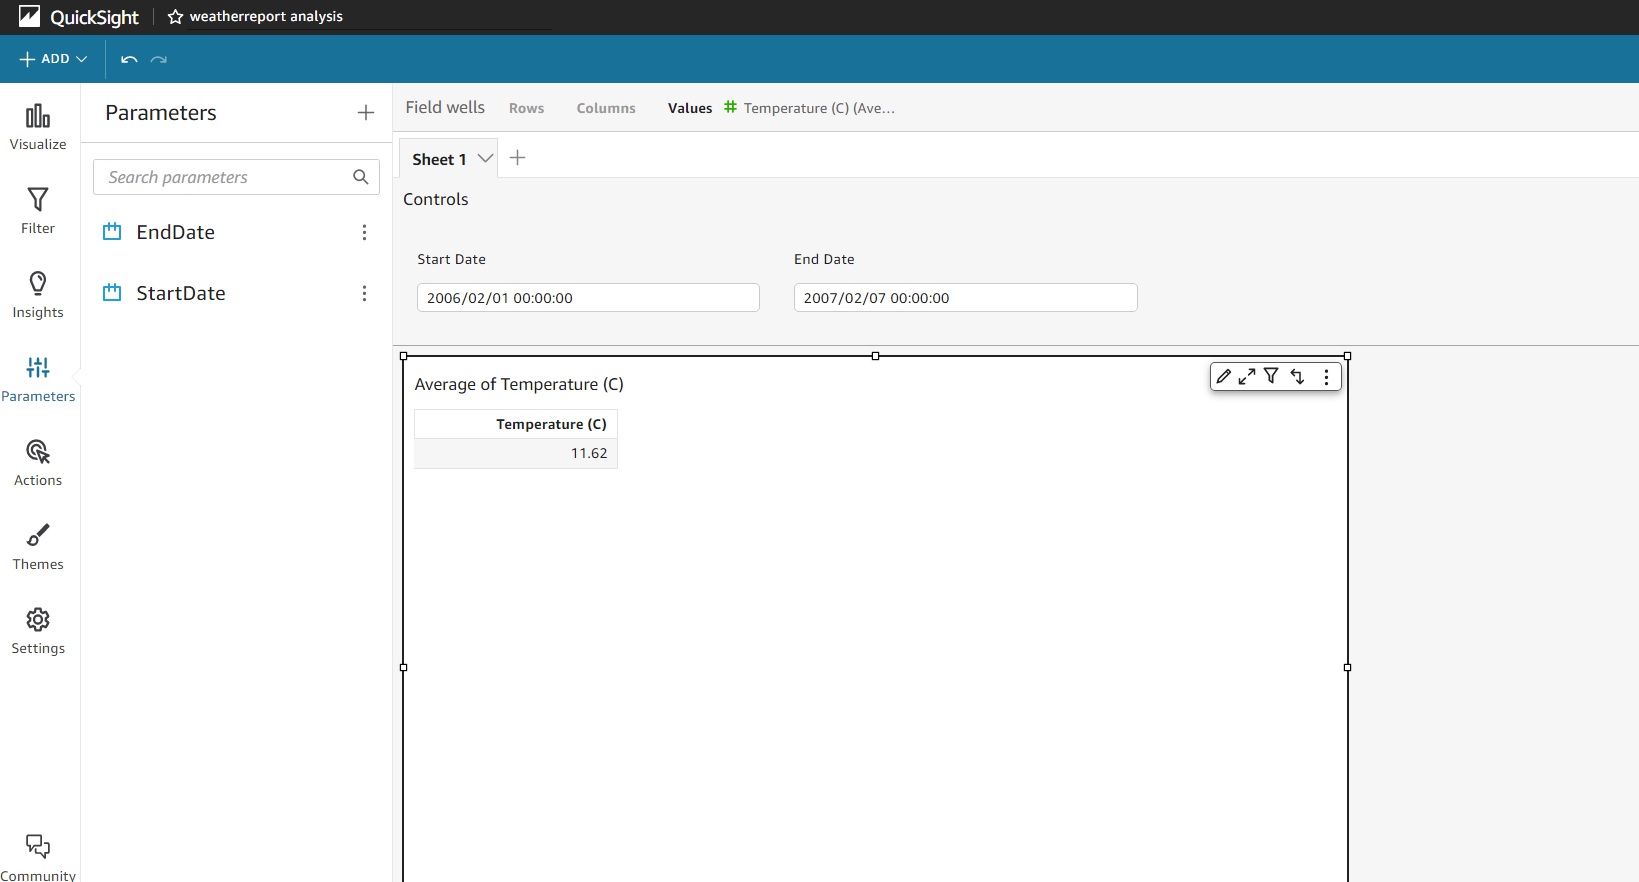 QuickSight
weatherreport analysis
ADD
Visualize
Filter
Insights
Parameters
Actions
Themes
Settings
Community
Parameters
Search parameters
EndDate
StartDate
Field wells Rows Columns Values Temperature (C) (Ave...
Sheet 1
Controls
Start Date End Date
2006/02/01 00:00:00 2007/02/07 00:00:00
Average of Temperature (C)
Temperature (C)
11.62